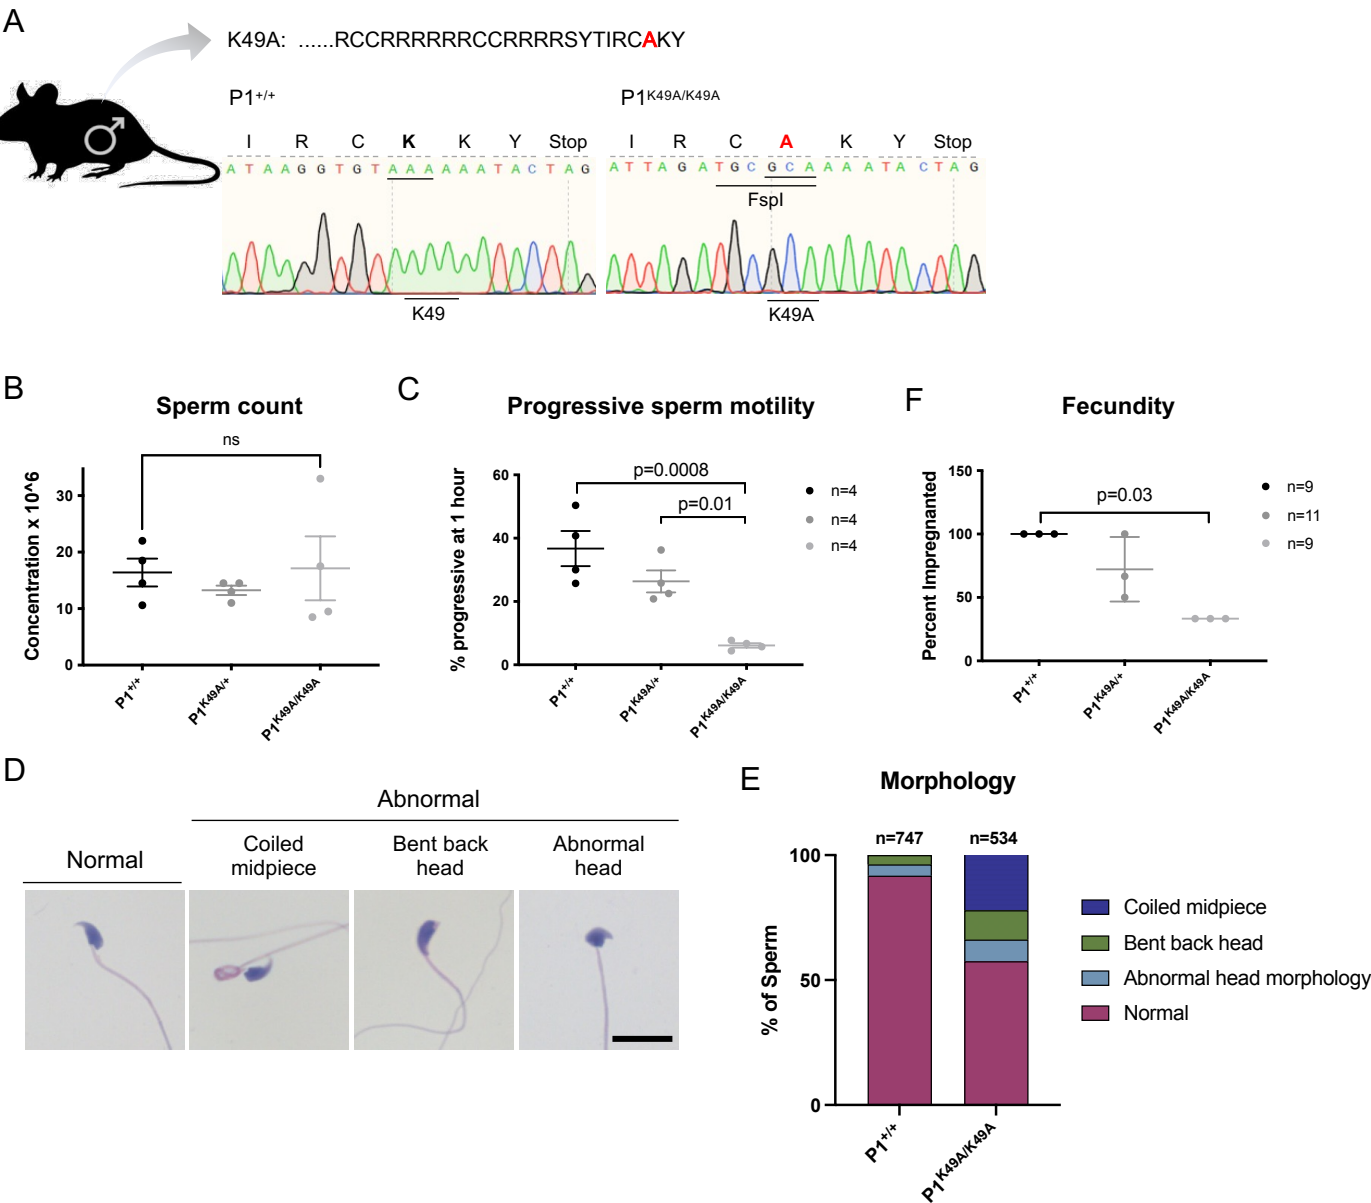 A
K49A: ......RCCRRRRRRCCRRRRSYTIRCAKY
P1+/+
P1K49A/K49A
I R C K K Y Stop
I R C A K Y Stop
A T A A G G T G T A A A A A A T A C T A G
A T T A G A T G C G C A A A A T A C T A G
FspI
K49
K49A
B
Sperm count
ns
Concentration x 10^6
30
20
10
0
P1+/+
P1K49A/+
P1K49A/K49A
C
Progressive sperm motility
p=0.0008
p=0.01
% progressive at 1 hour
60
40
20
0
P1+/+
P1K49A/+
P1K49A/K49A
n=4
n=4
n=4
F
Fecundity
p=0.03
Percent Impregnanted
150
100
50
0
P1+/+
P1K49A/+
P1K49A/K49A
n=9
n=11
n=9
D
Abnormal
Normal
Coiled
midpiece
Bent back
head
Abnormal
head
E
Morphology
n=747
n=534
% of Sperm
100
50
0
P1+/+
P1K49A/K49A
Coiled midpiece
Bent back head
Abnormal head morphology
Normal